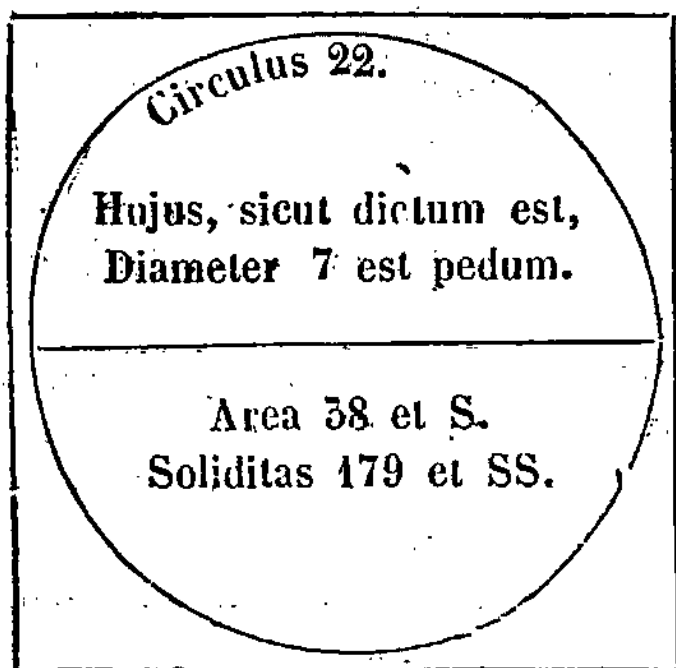 Circulus 22.
Hujus, sicut dictum est,
Diameter 7 est pedum.
Area 38 et S.
Soliditas 179 et SS.